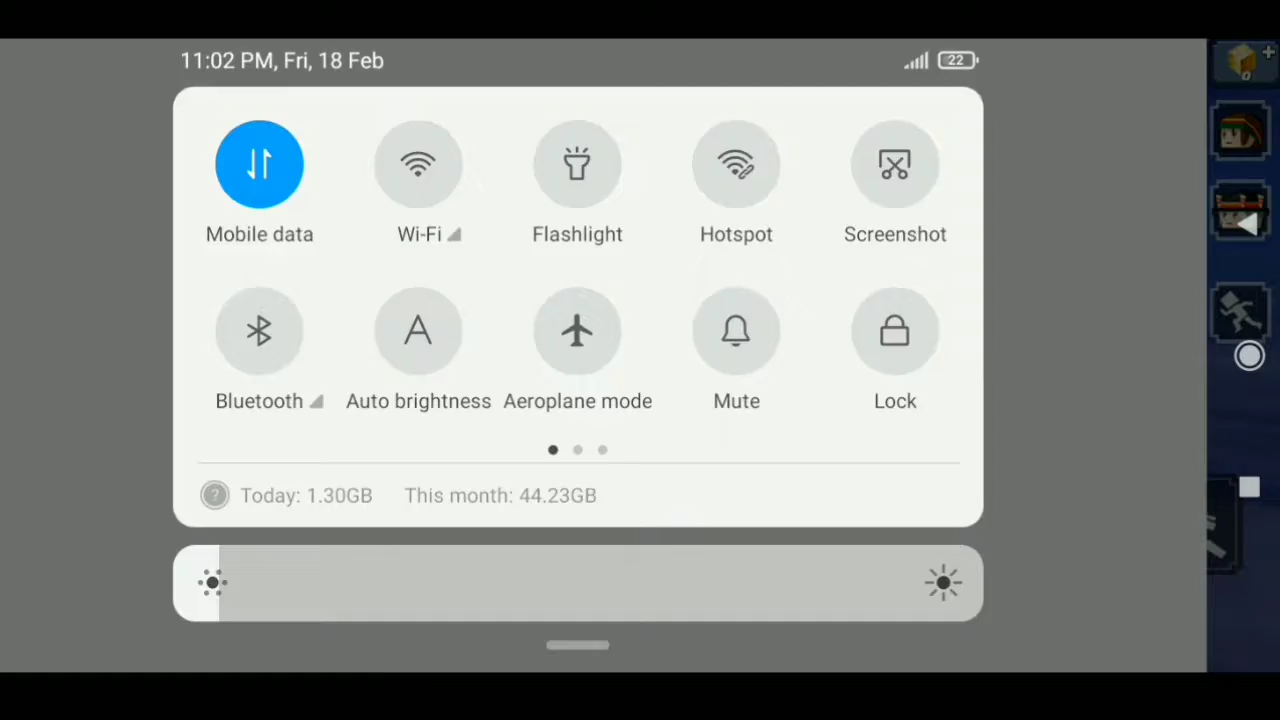 11:02 PM, Fri, 18 Feb
22
Mobile data
Wi-Fi
Flashlight
Hotspot
Screenshot
A
Bluetooth
Auto brightness
Aeroplane mode
Mute
Lock
? Today: 1.30GB This month: 44.23GB
0